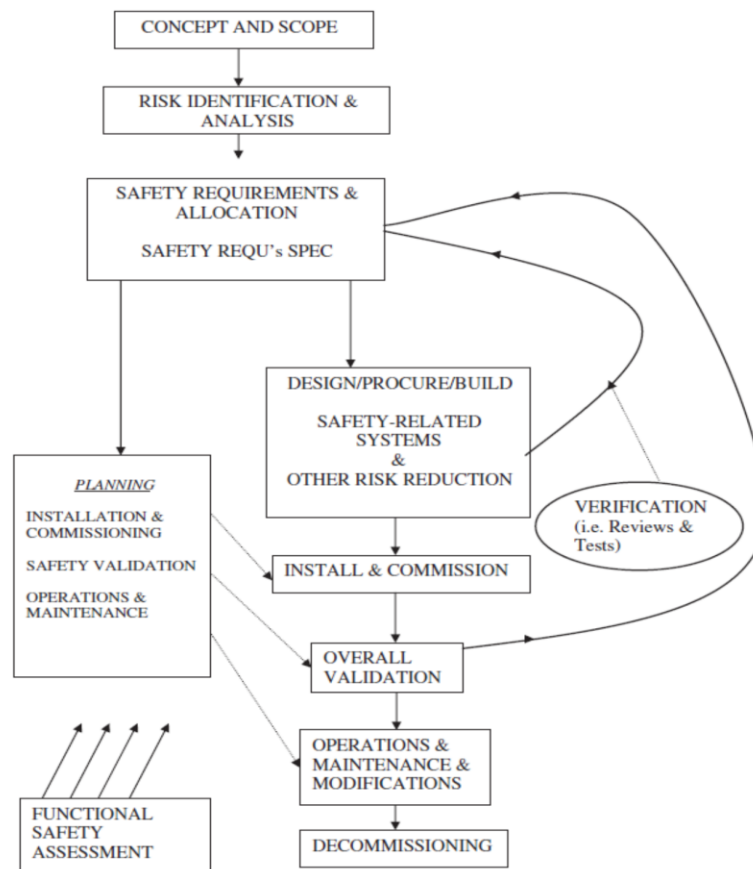 CONCEPT AND SCOPE
RISK IDENTIFICATION &
ANALYSIS
SAFETY REQUIREMENTS &
ALLOCATION
SAFETY REQU's SPEC
DESIGN/PROCURE/BUILD
SAFETY-RELATED
SYSTEMS
&
OTHER RISK REDUCTION
PLANNING
INSTALLATION &
COMMISSIONING
SAFETY VALIDATION
OPERATIONS &
MAINTENANCE
VERIFICATION
(i.e. Reviews &
Tests)
INSTALL & COMMISSION
OVERALL
VALIDATION
OPERATIONS &
MAINTENANCE &
MODIFICATIONS
FUNCTIONAL
SAFETY
ASSESSMENT
DECOMMISSIONING